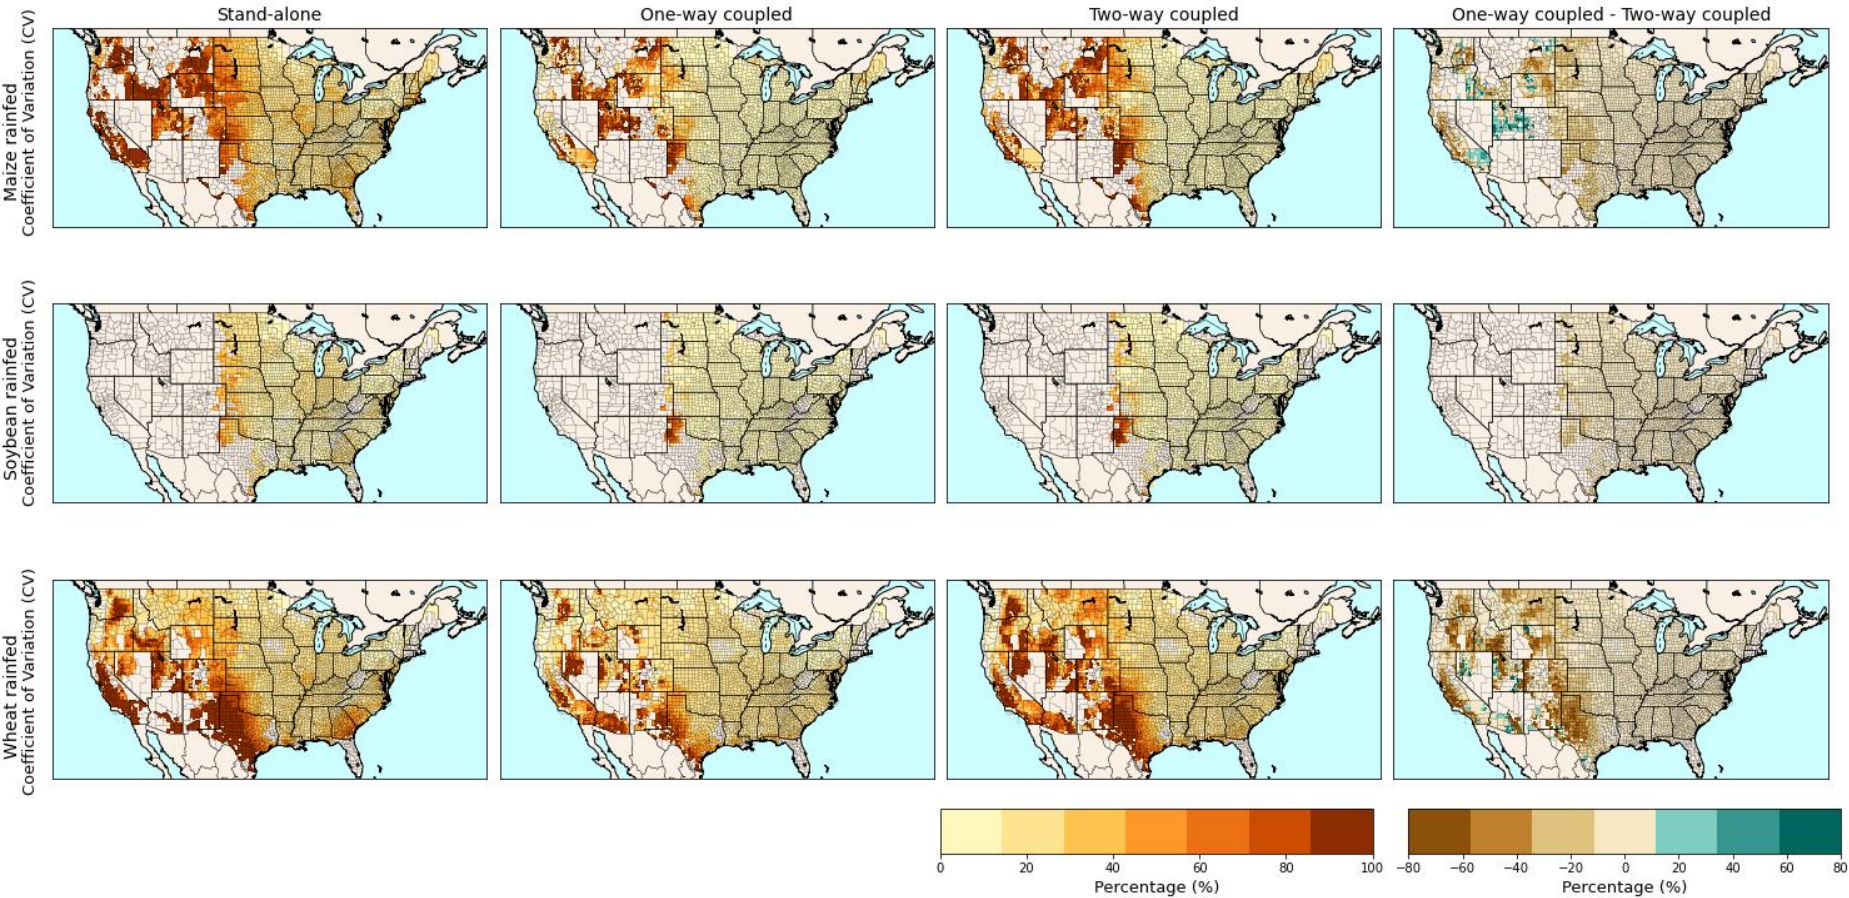 Stand-alone
One-way coupled
Two-way coupled
One-way coupled - Two-way coupled
Maize rainfed
Coefficient of Variation (CV)
Soybean rainfed
Coefficient of Variation (CV)
Wheat rainfed
Coefficient of Variation (CV)
0 20 40 60 80 100
Percentage (%)
−80 −60 −40 −20 0 20 40 60 80
Percentage (%)